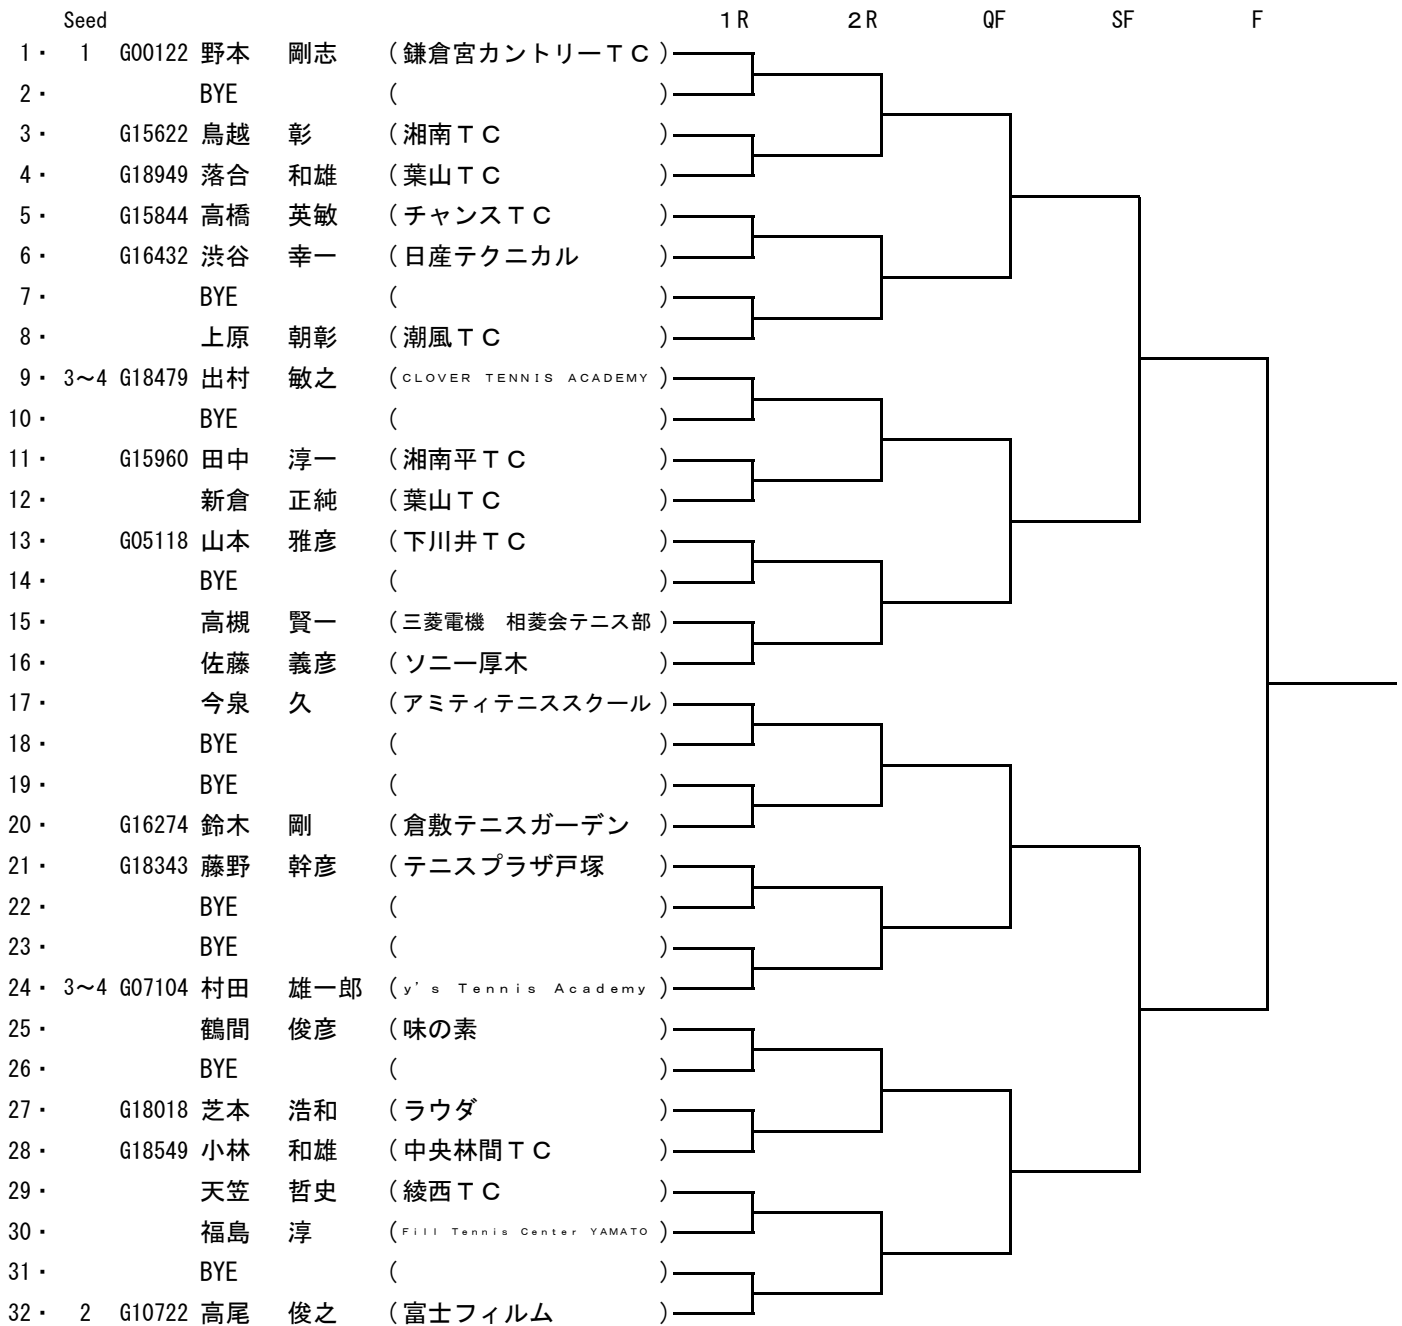 Seed 1R 2R QF SF F
1・ 1 G00122 野本 剛志 (鎌倉宮カントリーTC)
2・ BYE ( )
3・ G15622 鳥越 彰 (湘南TC )
4・ G18949 落合 和雄 (葉山TC )
5・ G15844 高橋 英敏 (チャンスTC )
6・ G16432 渋谷 幸一 (日産テクニカル )
7・ BYE ( )
8・ 上原 朝彰 (潮風TC )
9・ 3~4 G18479 出村 敏之 (CLOVER TENNIS ACADEMY)
10・ BYE ( )
11・ G15960 田中 淳一 (湘南平TC )
12・ 新倉 正純 (葉山TC )
13・ G05118 山本 雅彦 (下川井TC )
14・ BYE ( )
15・ 高槻 賢一 (三菱電機 相菱会テニス部)
16・ 佐藤 義彦 (ソニー厚木 )
17・ 今泉 久 (アミティテニススクール)
18・ BYE ( )
19・ BYE ( )
20・ G16274 鈴木 剛 (倉敷テニスガーデン )
21・ G18343 藤野 幹彦 (テニスプラザ戸塚 )
22・ BYE ( )
23・ BYE ( )
24・ 3~4 G07104 村田 雄一郎 (y's Tennis Academy)
25・ 鶴間 俊彦 (味の素 )
26・ BYE ( )
27・ G18018 芝本 浩和 (ラウダ )
28・ G18549 小林 和雄 (中央林間TC )
29・ 天笠 哲史 (綾西TC )
30・ 福島 淳 (Fill Tennis Center YAMATO)
31・ BYE ( )
32・ 2 G10722 高尾 俊之 (富士フィルム )